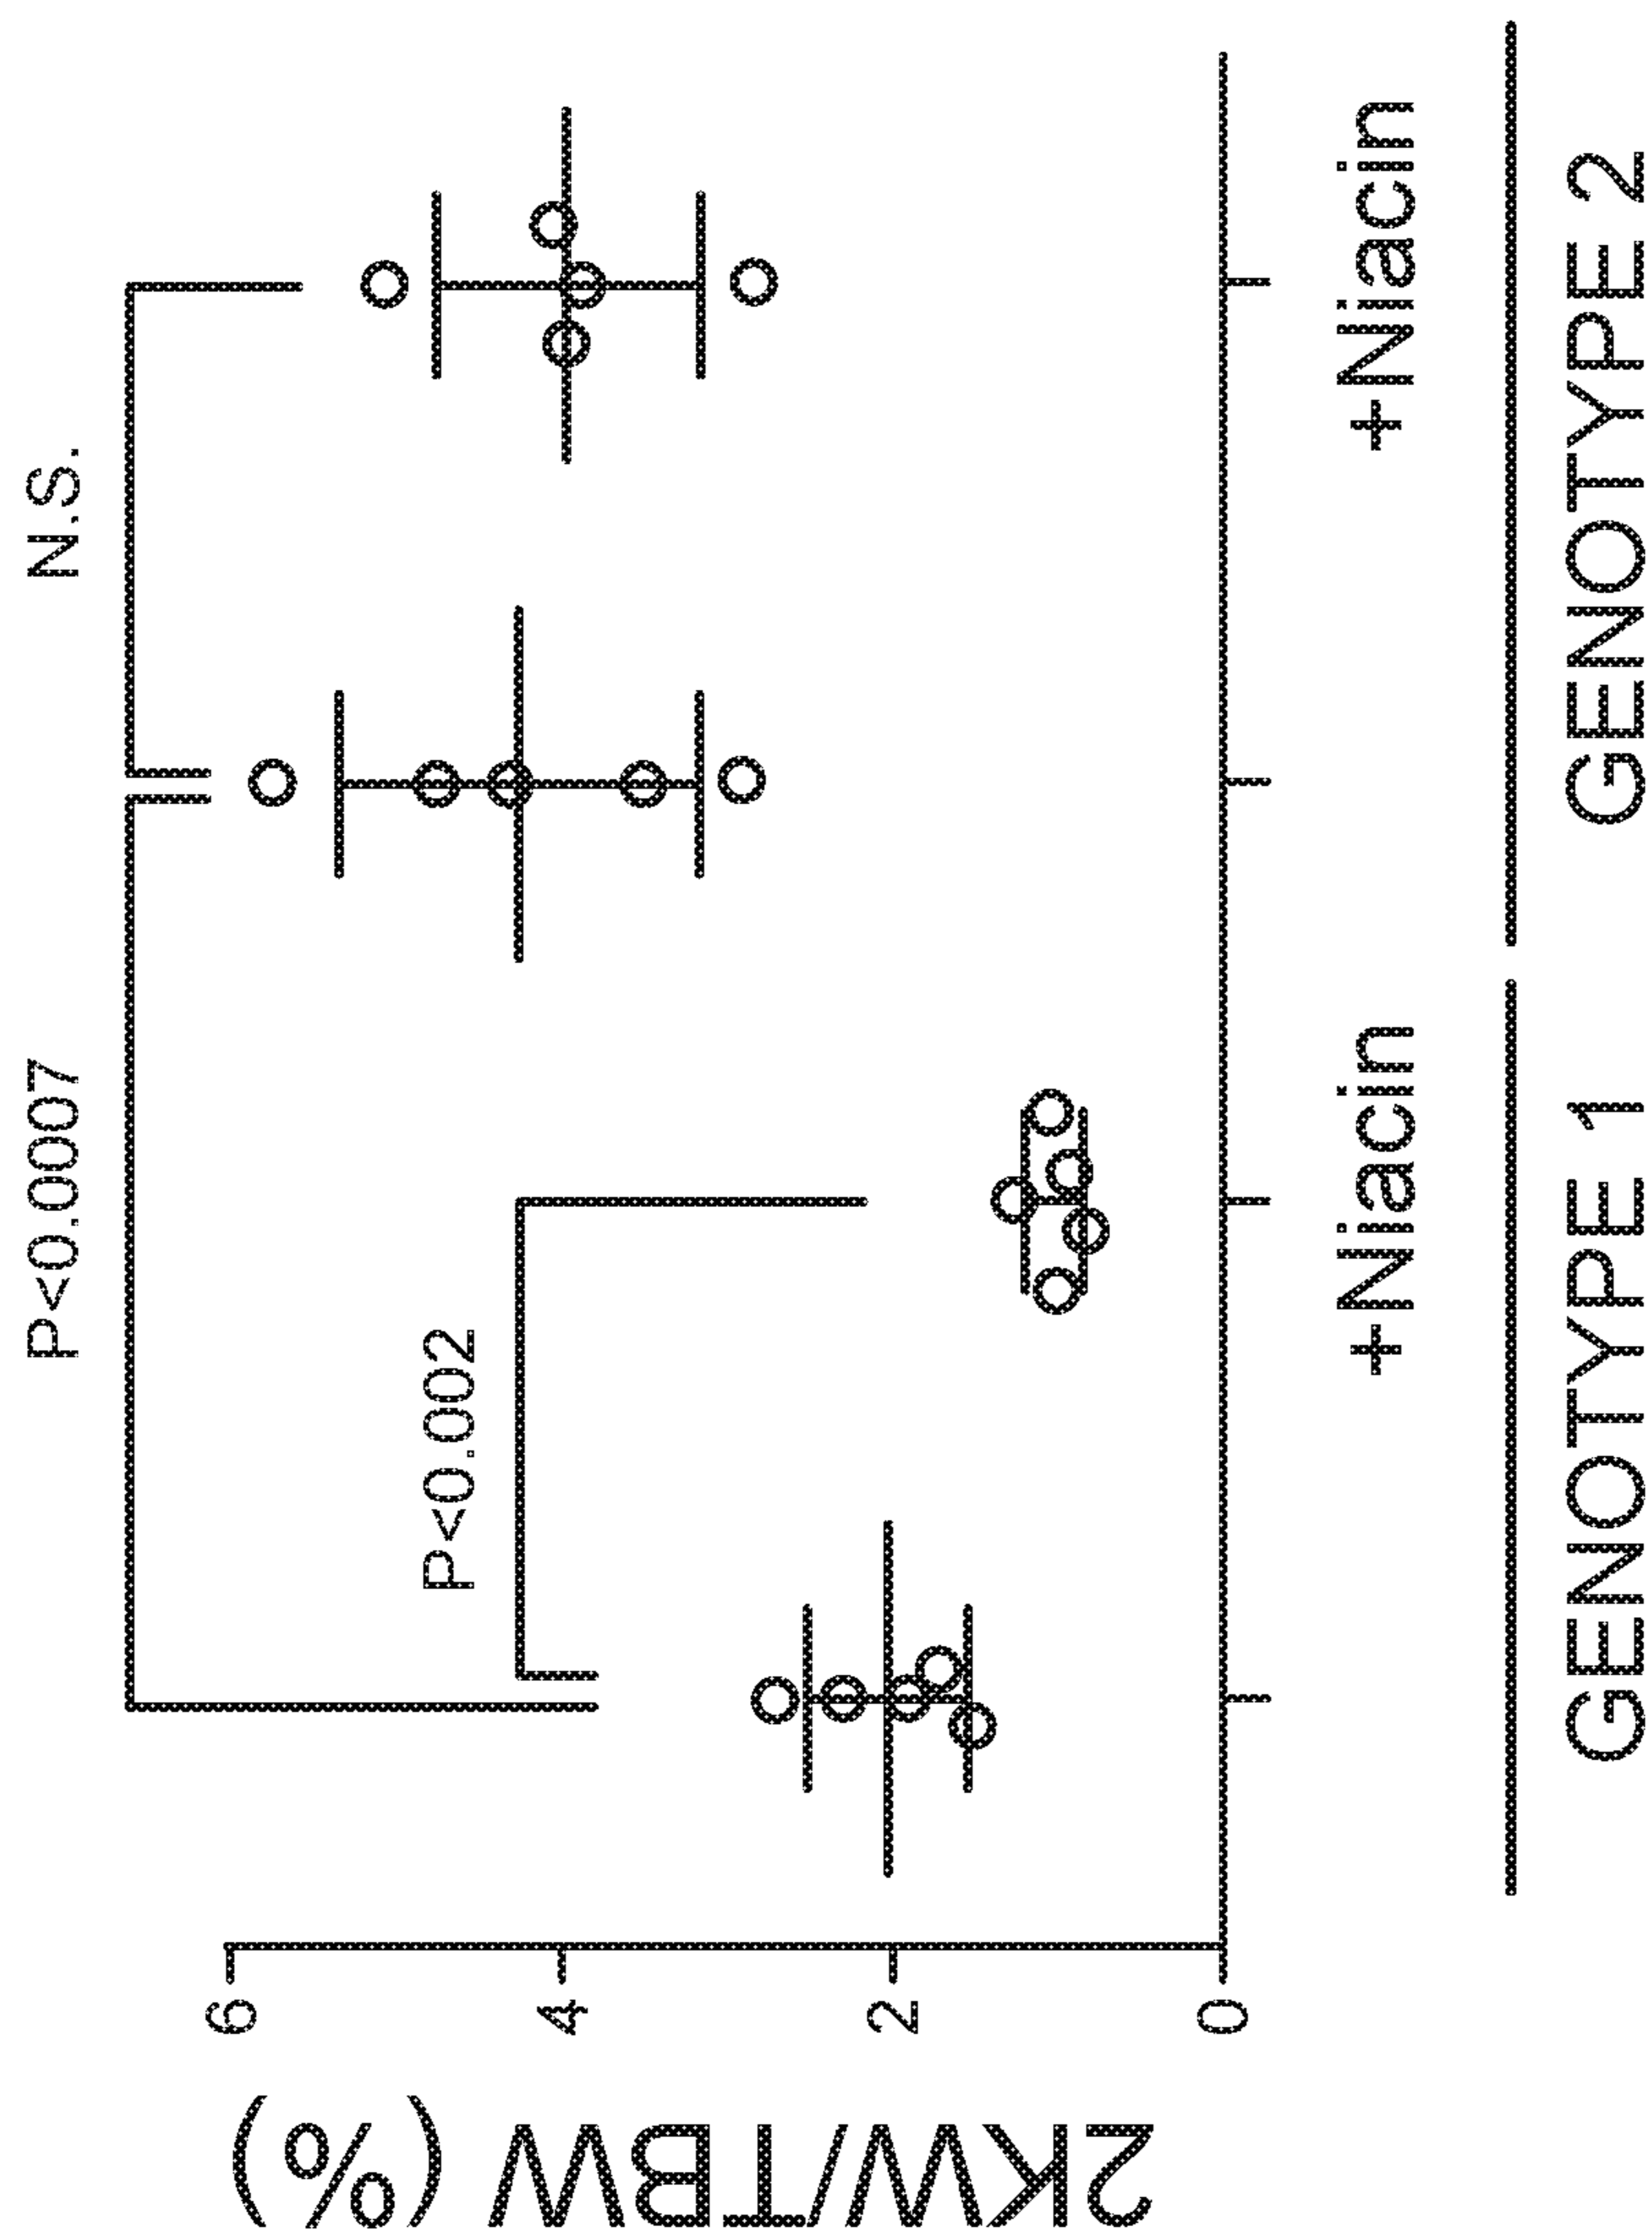 P<0.0007
N.S.
P<0.002
2KW/TBW (%)
6
4
2
0
+Niacin
+Niacin
GENOTYPE 1
GENOTYPE 2